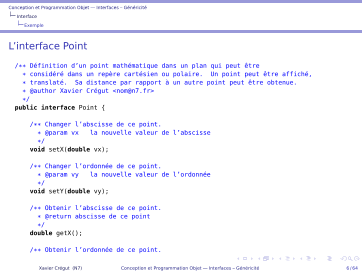 Conception et Programmation Objet — Interfaces – Généricité
Interface
Exemple
L'interface Point
/** Définition d'un point mathématique dans un plan qui peut être
* considéré dans un repère cartésien ou polaire. Un point peut être affiché,
* translaté. Sa distance par rapport à un autre point peut être obtenue.
* @author Xavier Crégut <nom@n7.fr>
*/
public interface Point {
/** Changer l'abscisse de ce point.
* @param vx la nouvelle valeur de l'abscisse
*/
void setX(double vx);
/** Changer l'ordonnée de ce point.
* @param vy la nouvelle valeur de l'ordonnée
*/
void setY(double vy);
/** Obtenir l'abscisse de ce point.
* @return abscisse de ce point
*/
double getX();
/** Obtenir l'ordonnée de ce point.
Xavier Crégut (N7) Conception et Programmation Objet — Interfaces – Généricité 6 / 64